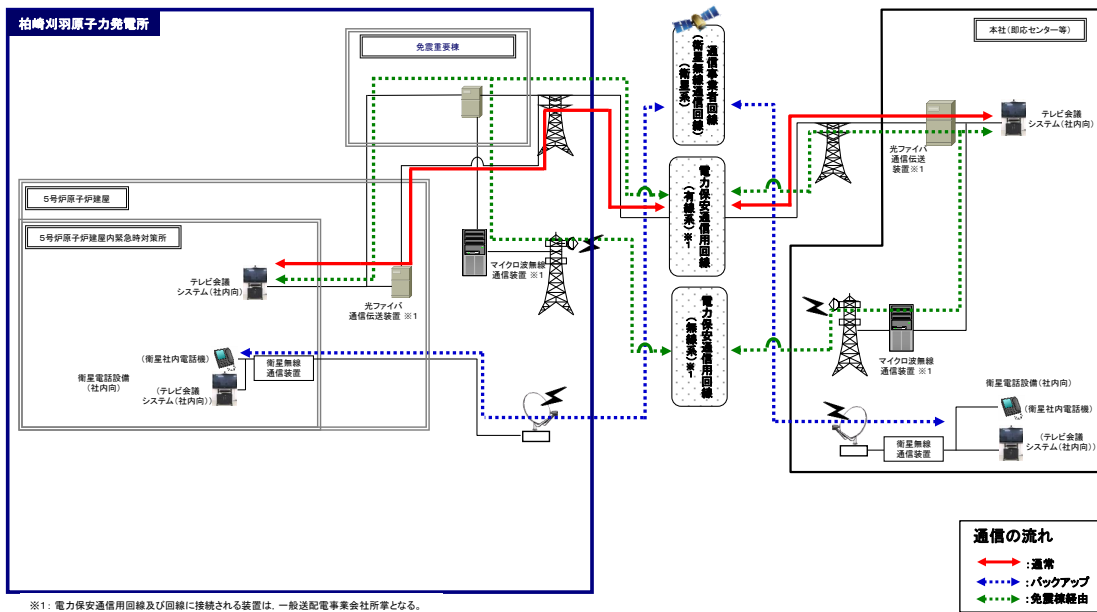 柏崎刈羽原子力発電所
免震重要棟
5号炉原子炉建屋
5号炉原子炉建屋内緊急時対策所
テレビ会議
システム(社内向)
光ファイバ
通信伝送装置 ※1
マイクロ波無線
通信装置 ※1
衛星電話設備
(社内向)
(衛星社内電話機)
(テレビ会議
システム(社内向))
衛星無線
通信装置
通信事業者回線
(衛星無線通信回線)
(衛星系)
電力保安通信用回線
(有線系)※1
電力保安通信用回線
(無線系)※1
本社(即応センター等)
光ファイバ
通信伝送
装置※1
テレビ会議
システム(社内向)
マイクロ波無線
通信装置 ※1
衛星電話設備(社内向)
(衛星社内電話機)
(テレビ会議
システム(社内向))
衛星無線
通信装置
通信の流れ
:通常
:バックアップ
:免震棟経由
※1: 電力保安通信用回線及び回線に接続される装置は、一般送配電事業会社所掌となる。